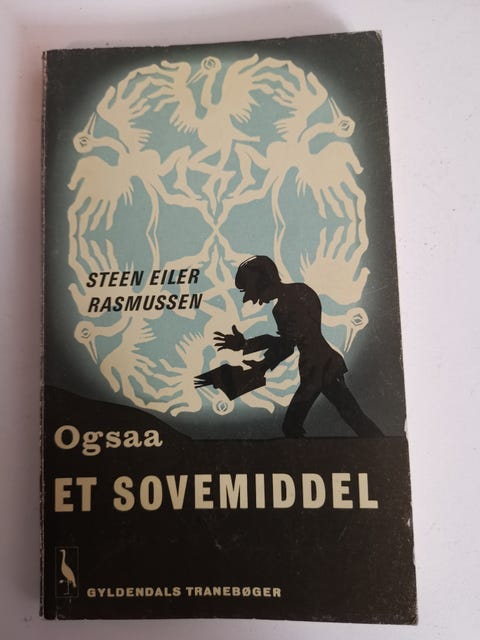 STEEN EILER
RASMUSSEN
Ogsaa
ET SOVEMIDDEL
GYLDENDALS TRANEBØGER